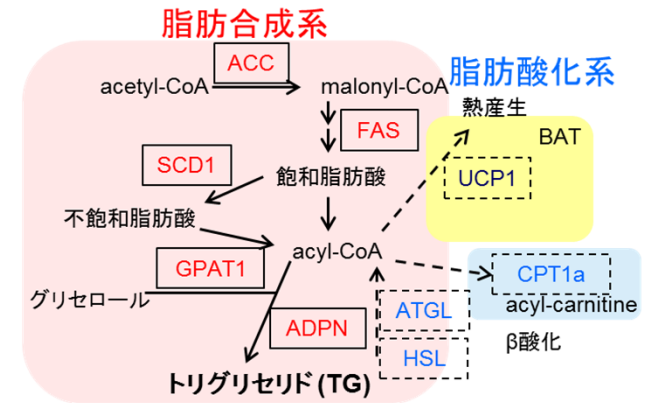 脂肪合成系
ACC
acetyl-CoA
malonyl-CoA
脂肪酸化系
熱産生
BAT
FAS
SCD1
飽和脂肪酸
UCP1
不飽和脂肪酸
acyl-CoA
GPAT1
CPT1a
グリセロール
ATGL
acyl-carnitine
ADPN
HSL
β酸化
トリグリセリド(TG)